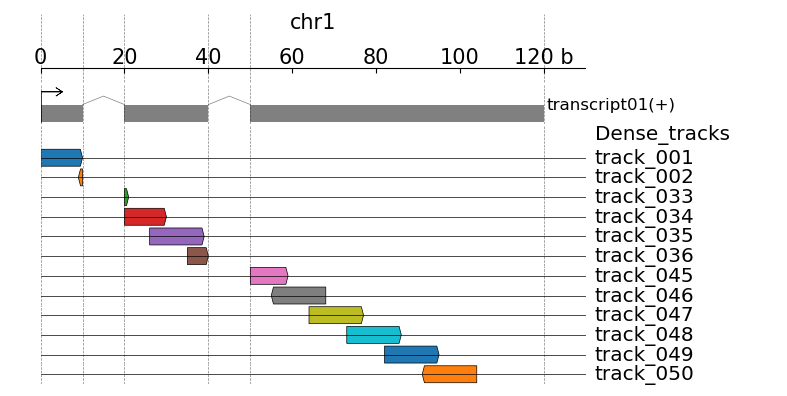 chr1
0 20 40 60 80 100 120 b
transcript01(+)
Dense_tracks
track_001
track_002
track_033
track_034
track_035
track_036
track_045
track_046
track_047
track_048
track_049
track_050